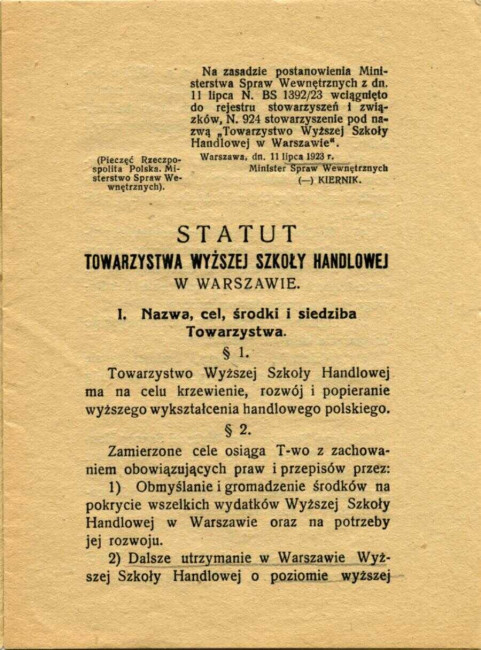 Na zasadzie postanowienia Mini-
sterstwa Spraw Wewnętrznych z dn.
11 lipca N. BS 1392/23 wciągnięto
do rejestru stowarzyszeń i zwią-
zków, N. 924 stowarzyszenie pod na-
zwą „Towarzystwo Wyższej Szkoły
Handlowej w Warszawie“.
Warszawa, dn. 11 lipca 1923 r.
(Pieczęć Rzeczpo-
spolita Polska. Mi-
sterstwo Spraw We-
wnętrznych).
Minister Spraw Wewnętrznych
(—) KIERNIK.
STATUT
TOWARZYSTWA WYŻSZEJ SZKOŁY HANDLOWEJ
W WARSZAWIE.
I. Nazwa, cel, środki i siedziba
Towarzystwa.
§ 1.
Towarzystwo Wyższej Szkoły Handlowej
ma na celu krzewienie, rozwój i popieranie
wyższego wykształcenia handlowego polskiego.
§ 2.
Zamierzone cele osiąga T-wo z zachowa-
niem obowiązujących praw i przepisów przez:
1) Obmyślanie i gromadzenie środków na
pokrycie wszelkich wydatków Wyższej Szkoły
Handlowej w Warszawie oraz na potrzeby
jej rozwoju.
2) Dalsze utrzymanie w Warszawie Wyż-
szej Szkoły Handlowej o poziomie wyższej